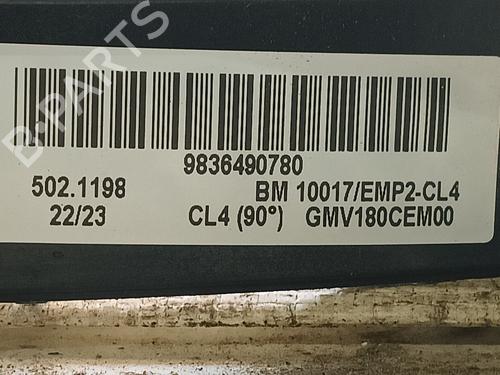 B-PARTS
9836490780
502.1198 BM 10017/EMP2-CL4
22/23 CL4 (90°) GMV180CEM00